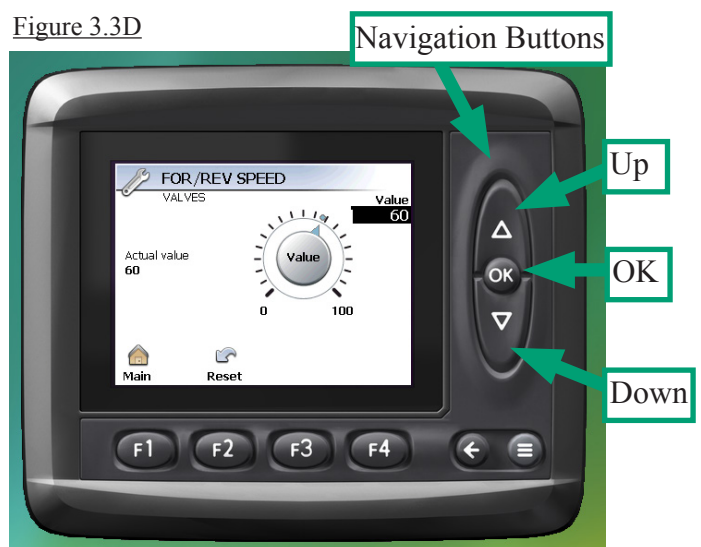 Figure 3.3D
Navigation Buttons
Up
OK
Down
FOR/REV SPEED
VALVES
Value
60
Actual value
60
Value
0 100
Main Reset
OK
F1 F2 F3 F4